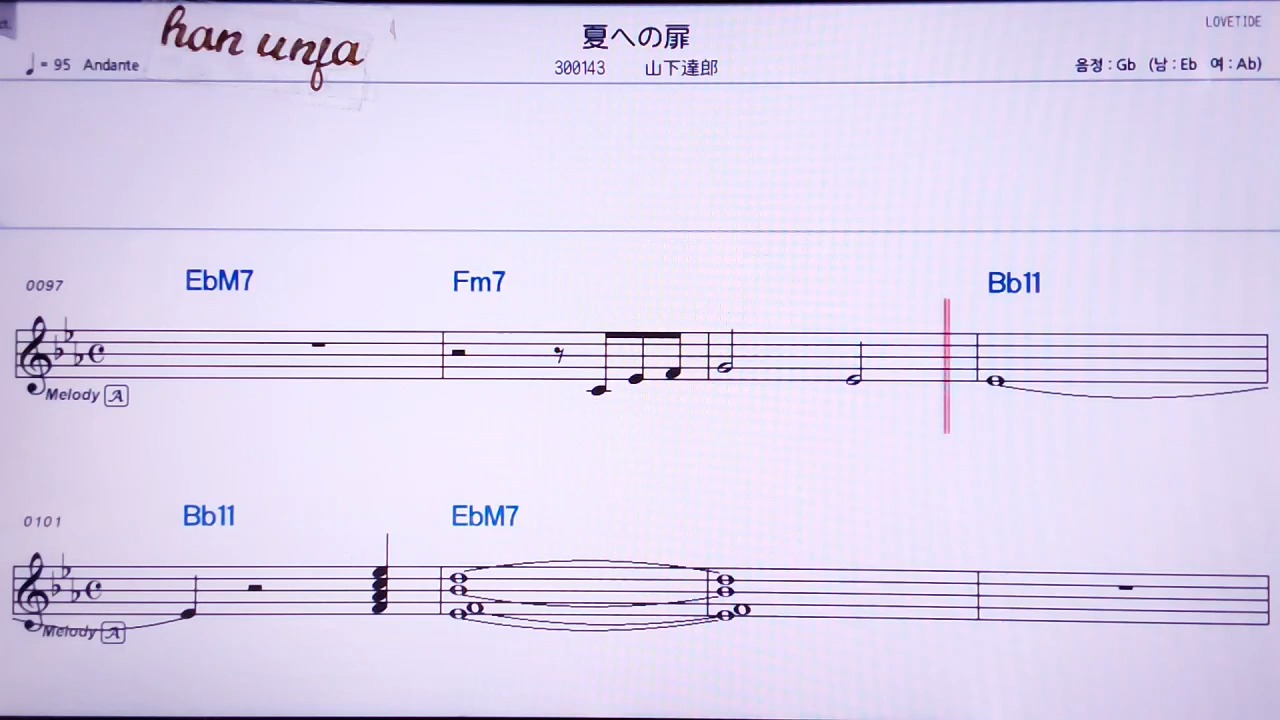 han unfa
夏への扉
LOVETIDE
♩= 95 Andante
300143 山下達郎
음정 : Gb (남 : Eb 여 : Ab)
0097 EbM7 Fm7 Bb11
Melody A
0101 Bb11 EbM7
Melody A